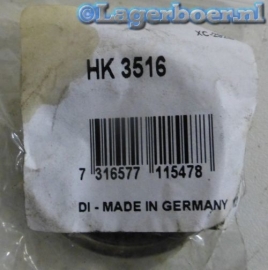 ©Lagerboer.nl
HK 3516
7 316577 115478
DI - MADE IN GERMANY